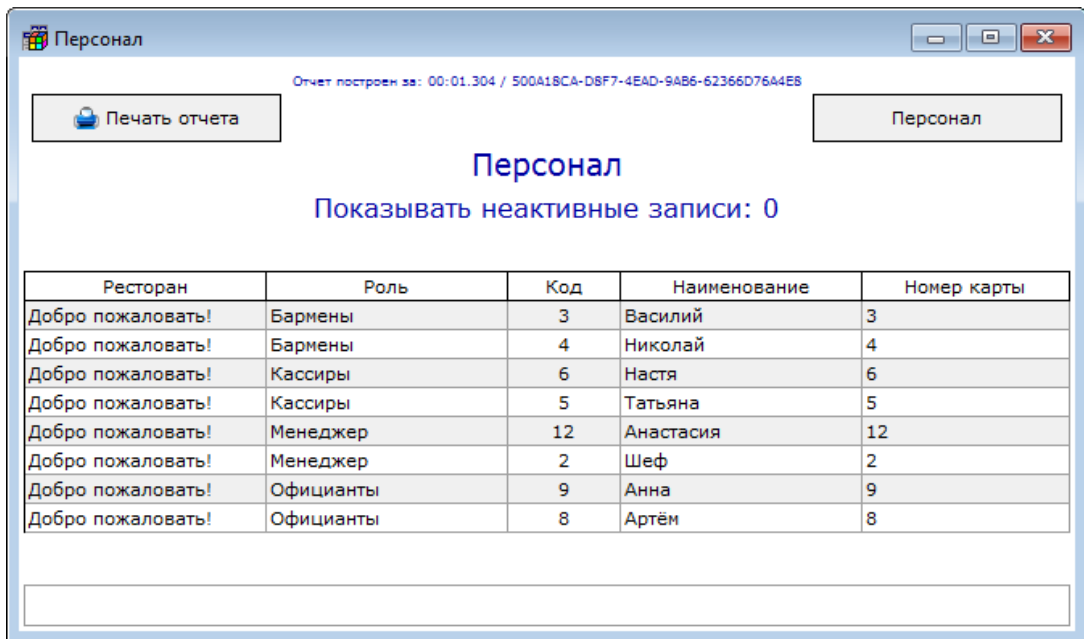 Персонал
Отчет построен за: 00:01.304 / 500A18CA-D8F7-4EAD-9AB6-62366D76A4E8
Печать отчета Персонал
Персонал
Показывать неактивные записи: 0
Ресторан Роль Код Наименование Номер карты
Добро пожаловать! Бармены 3 Василий 3
Добро пожаловать! Бармены 4 Николай 4
Добро пожаловать! Кассиры 6 Настя 6
Добро пожаловать! Кассиры 5 Татьяна 5
Добро пожаловать! Менеджер 12 Анастасия 12
Добро пожаловать! Менеджер 2 Шеф 2
Добро пожаловать! Официанты 9 Анна 9
Добро пожаловать! Официанты 8 Артём 8